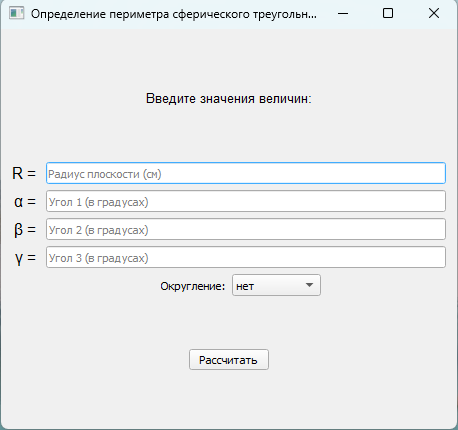 Определение периметра сферического треугольн...
Введите значения величин:
R = Радиус плоскости (см)
α = Угол 1 (в градусах)
β = Угол 2 (в градусах)
γ = Угол 3 (в градусах)
Округление: нет
Рассчитать